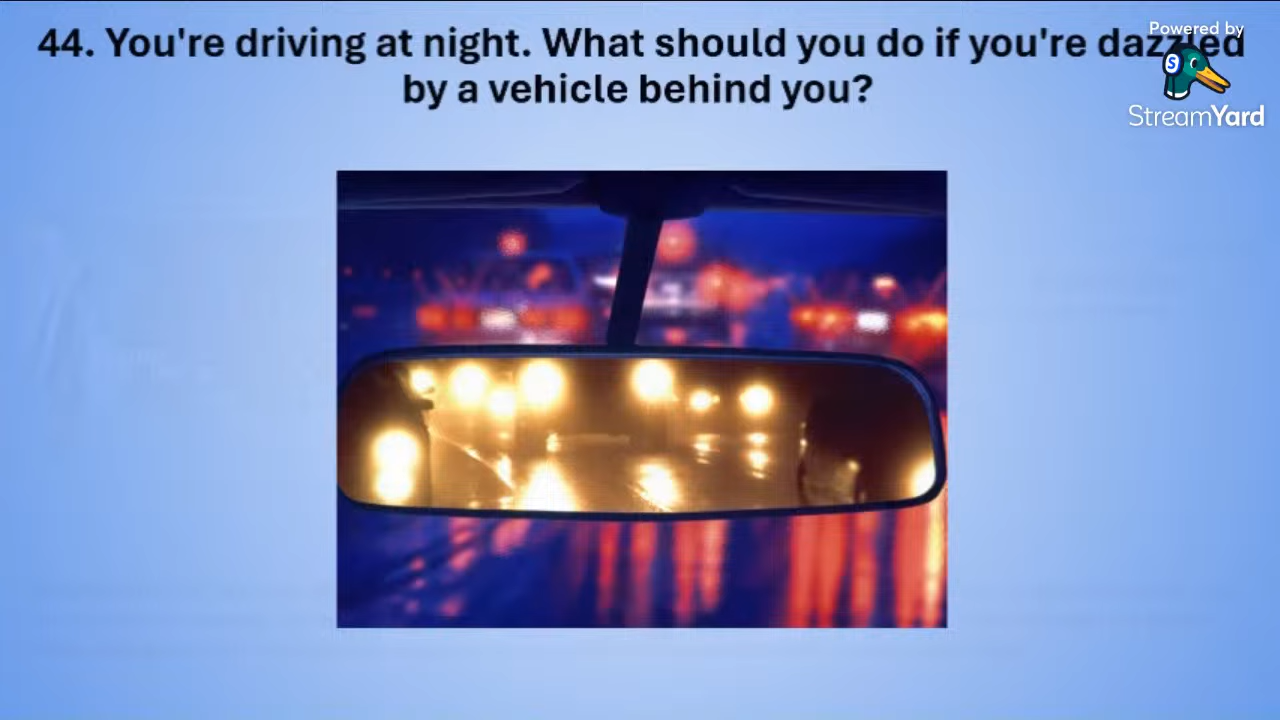 44. You're driving at night. What should you do if you're dazzled
by a vehicle behind you?
Powered by
S
StreamYard